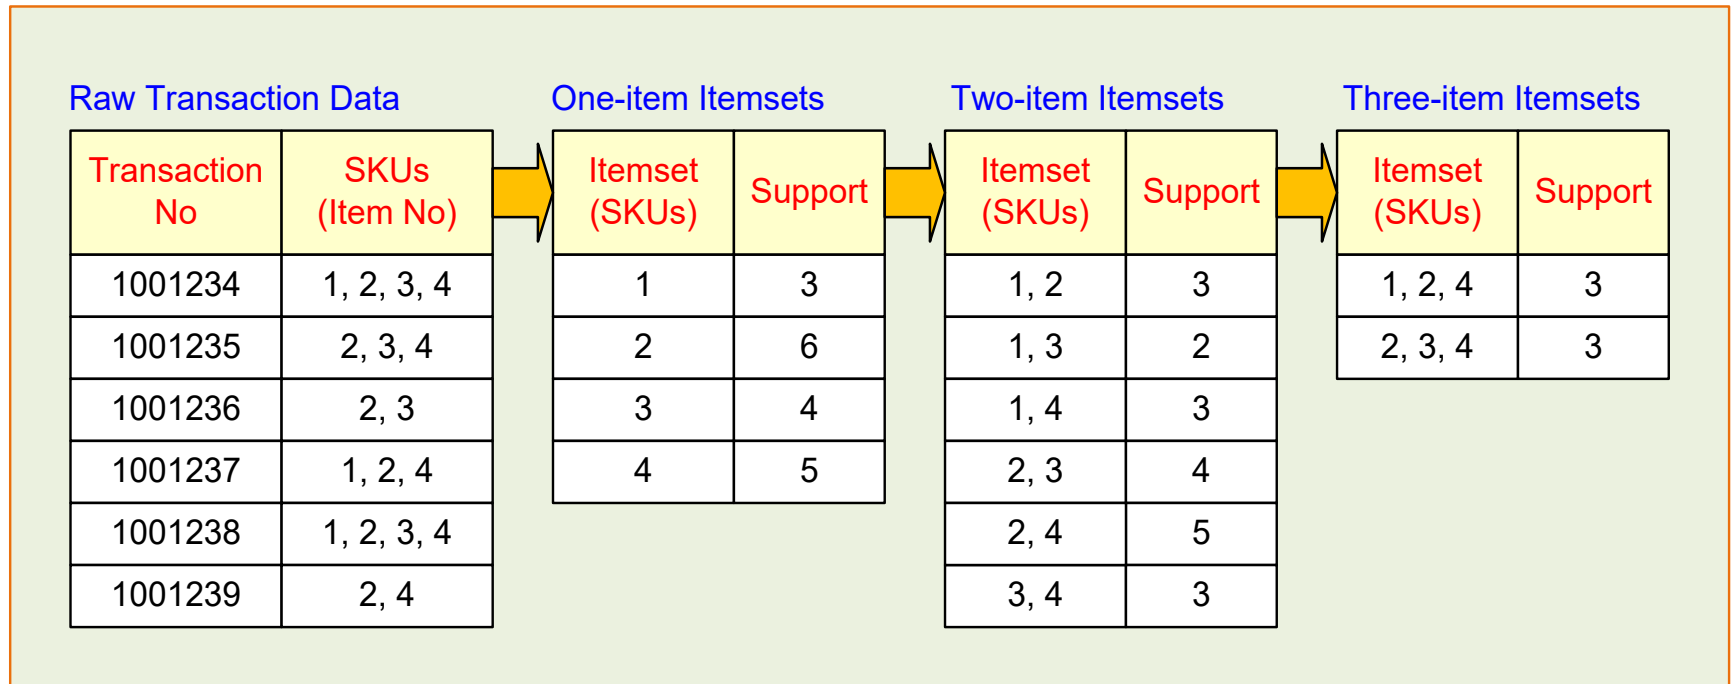 Raw Transaction Data One-item Itemsets Two-item Itemsets Three-item Itemsets
Transaction No SKUs (Item No) Itemset (SKUs) Support Itemset (SKUs) Support Itemset (SKUs) Support
1001234 1, 2, 3, 4 1 3 1, 2 3 1, 2, 4 3
1001235 2, 3, 4 2 6 1, 3 2 2, 3, 4 3
1001236 2, 3 3 4 1, 4 3
1001237 1, 2, 4 4 5 2, 3 4
1001238 1, 2, 3, 4 2, 4 5
1001239 2, 4 3, 4 3